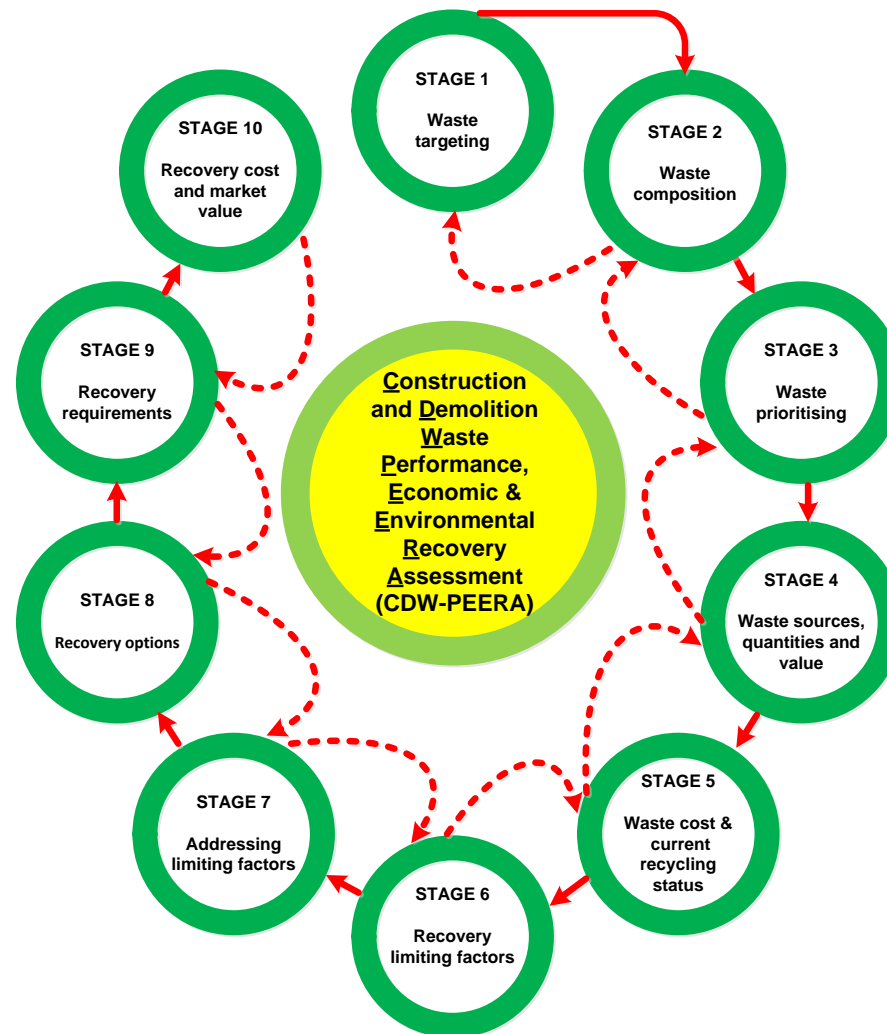 STAGE 1
Waste
targeting
STAGE 2
Waste
composition
STAGE 3
Waste
prioritising
STAGE 4
Waste sources,
quantities and
value
STAGE 5
Waste cost &
current
recycling
status
STAGE 6
Recovery
limiting factors
STAGE 7
Addressing
limiting factors
STAGE 8
Recovery options
STAGE 9
Recovery
requirements
STAGE 10
Recovery cost
and market
value
Construction
and Demolition
Waste
Performance,
Economic &
Environmental
Recovery
Assessment
(CDW-PEERA)